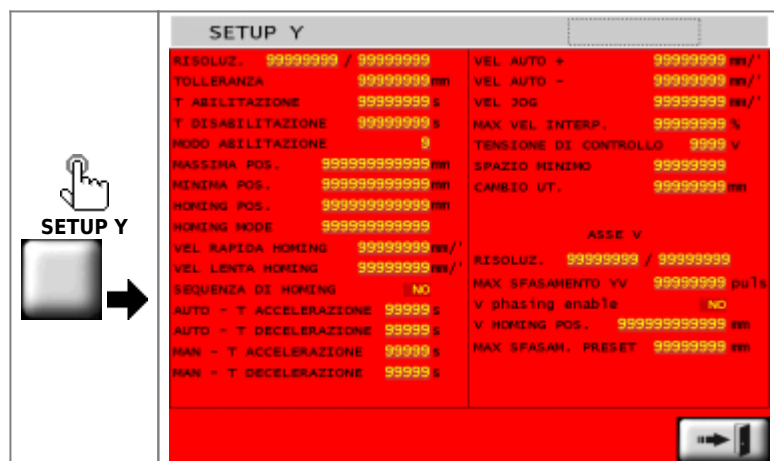 SETUP Y
SETUP Y
RISOLUZ. 99999999 / 99999999
TOLLERANZA 99999999 mm
T ABILITAZIONE 99999999 s
T DISABILITAZIONE 99999999 s
MODO ABILITAZIONE 9
MASSIMA POS. 999999999999 mm
MINIMA POS. 999999999999 mm
HOMING POS. 999999999999 mm
HOMING MODE 999999999999
VEL RAPIDA HOMING 99999999 mm/'
VEL LENTA HOMING 99999999 mm/'
SEQUENZA DI HOMING NO
AUTO - T ACCELERAZIONE 99999 s
AUTO - T DECELERAZIONE 99999 s
MAN - T ACCELERAZIONE 99999 s
MAN - T DECELERAZIONE 99999 s
VEL AUTO + 99999999 mm/'
VEL AUTO - 99999999 mm/'
VEL JOG 99999999 mm/'
MAX VEL INTERP. 99999999 %
TENSIONE DI CONTROLLO 9999 V
SPAZIO MINIMO 99999999
CAMBIO UT. 99999999 mm
ASSE V
RISOLUZ. 99999999 / 99999999
MAX SFASAMENTO YV 99999999 puls
V phasing enable NO
V HOMING POS. 999999999999 mm
MAX SFASAM. PRESET 99999999 mm